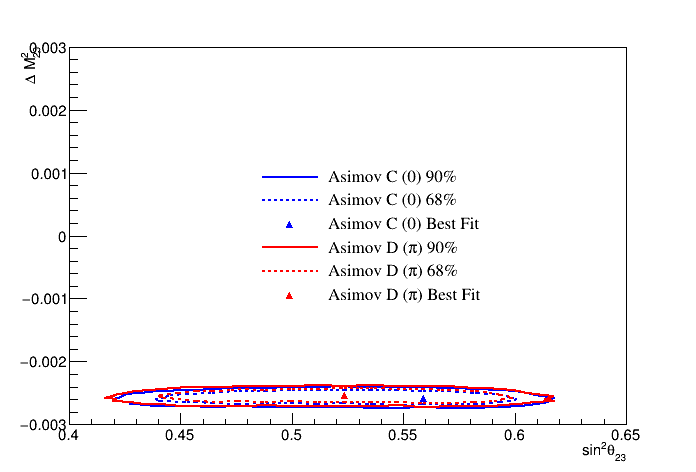 Δ M²₂₃
0.003
0.002
0.001
0
−0.001
−0.002
−0.003
Asimov C (0) 90%
Asimov C (0) 68%
Asimov C (0) Best Fit
Asimov D (π) 90%
Asimov D (π) 68%
Asimov D (π) Best Fit
0.4 0.45 0.5 0.55 0.6 0.65
sin²θ₂₃